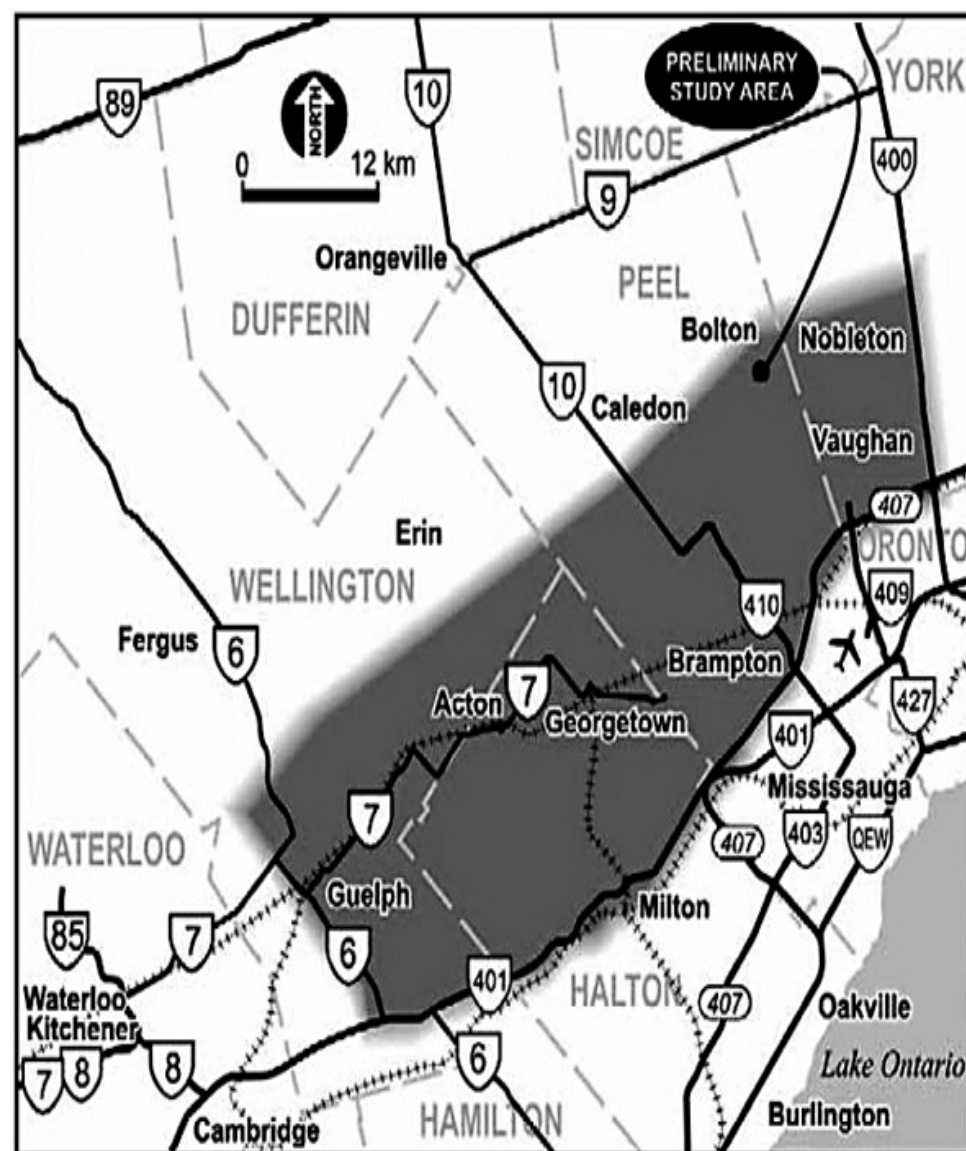 PRELIMINARY
STUDY AREA
YORK
89
10
NORTH
0 12 km
SIMCOE
400
9
Orangeville
PEEL
DUFFERIN
Bolton
Nobleton
10
Caledon
Vaughan
407
Erin
ORONTO
WELLINGTON
410
409
Fergus
6
Brampton
7
Acton
Georgetown
427
401
Mississauga
7
WATERLOO
407
403
QEW
Guelph
Milton
85
7
6
401
HALTON
Waterloo
Kitchener
407
Oakville
7
8
8
6
Lake Ontario
Cambridge
HAMILTON
Burlington